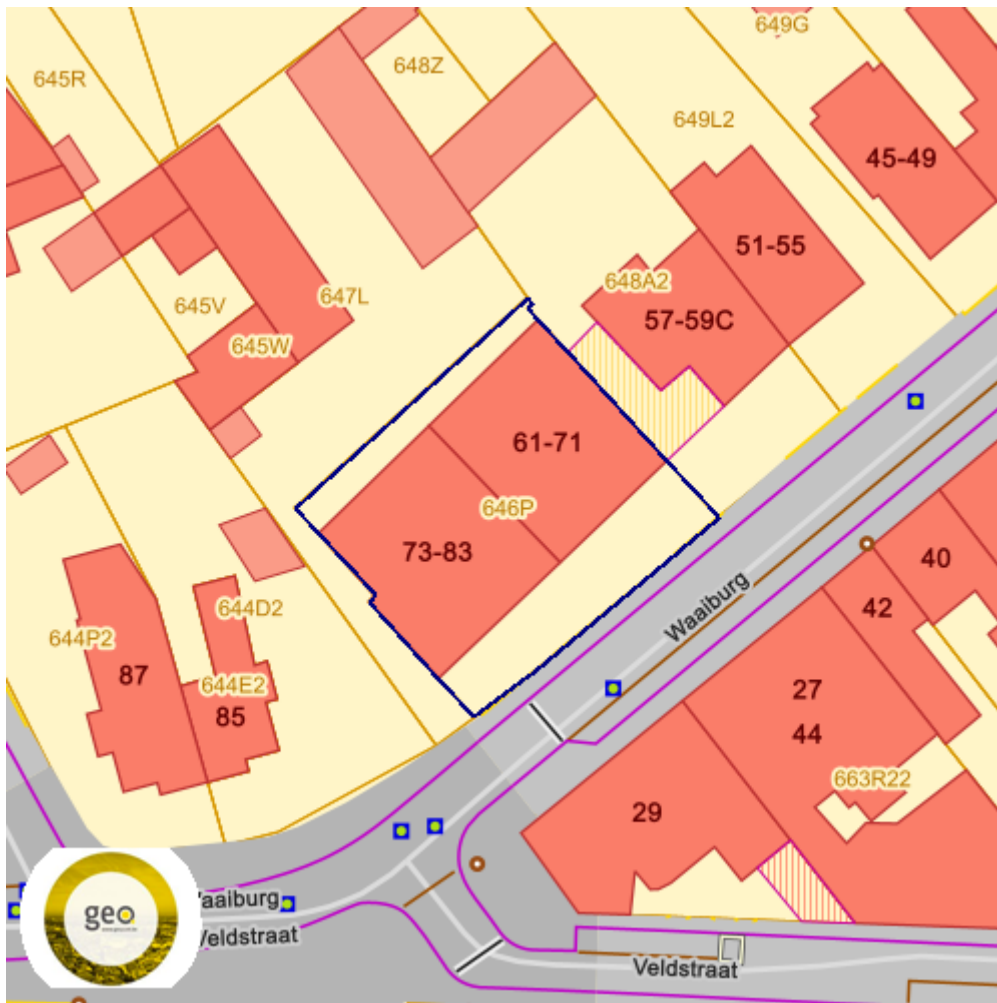 649G
645R
648Z
649L2
45-49
51-55
648A2
647L
645V
57-59C
645W
61-71
646P
73-83
40
Waaiburg
42
644D2
644P2
87
644E2
27
85
44
663R22
29
Waaiburg
geo
Veldstraat
Veldstraat